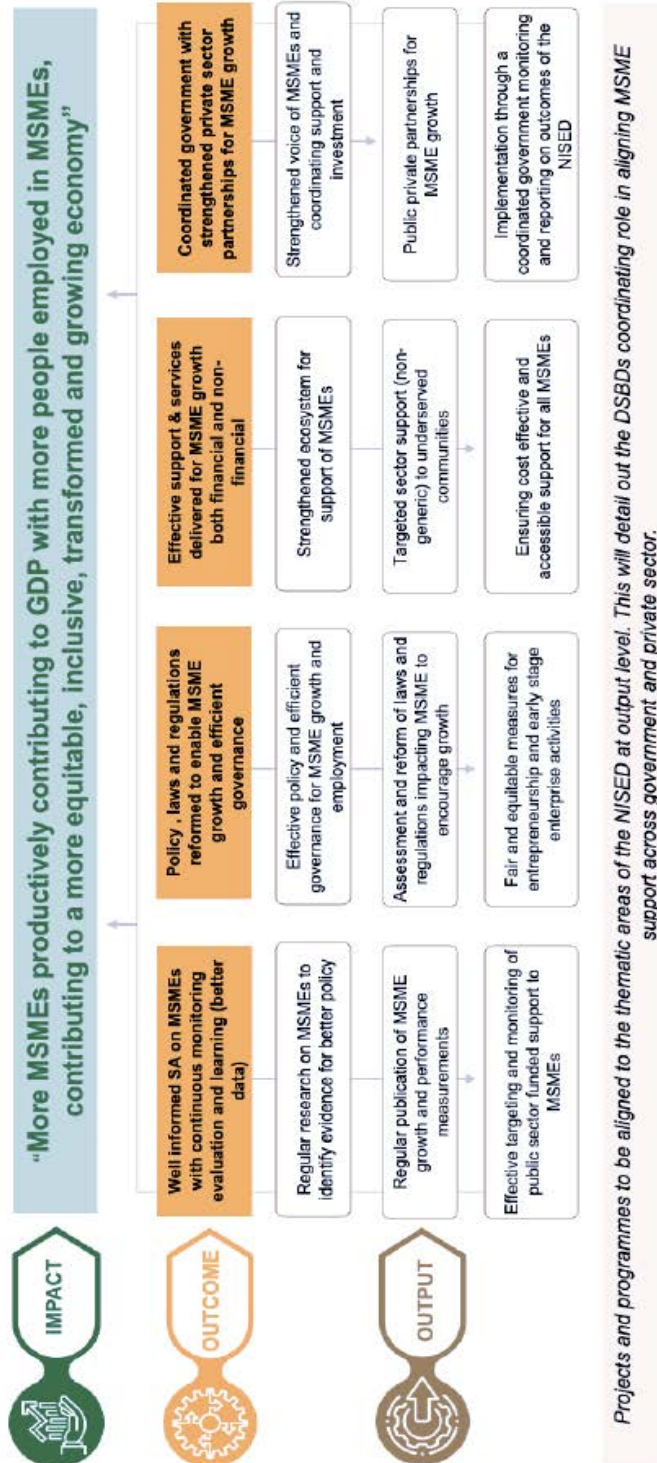 IMPACT
"More MSMEs productively contributing to GDP with more people employed in MSMEs,
contributing to a more equitable, inclusive, transformed and growing economy"
OUTCOME
Well informed SA on MSMEs
with continuous monitoring
evaluation and learning (better
data)
Policy , laws and regulations
reformed to enable MSME
growth and efficient
governance
Effective support & services
delivered for MSME growth
both financial and non-
financial
Coordinated government with
strengthened private sector
partnerships for MSME growth
OUTPUT
Regular research on MSMEs to
identify evidence for better policy
Effective policy and efficient
governance for MSME growth and
employment
Strengthened ecosystem for
support of MSMEs
Strengthened voice of MSMEs and
coordinating support and
investment
Regular publication of MSME
growth and performance
measurements
Assessment and reform of laws and
regulations impacting MSME to
encourage growth
Targeted sector support (non-
generic) to underserved
communities
Public private partnerships for
MSME growth
Effective targeting and monitoring of
public sector funded support to
MSMEs
Fair and equitable measures for
entrepreneurship and early stage
enterprise activities
Ensuring cost effective and
accessible support for all MSMEs
Implementation through a
coordinated government monitoring
and reporting on outcomes of the
NISED
Projects and programmes to be aligned to the thematic areas of the NISED at output level. This will detail out the DSBDs coordinating role in aligning MSME
support across government and private sector.